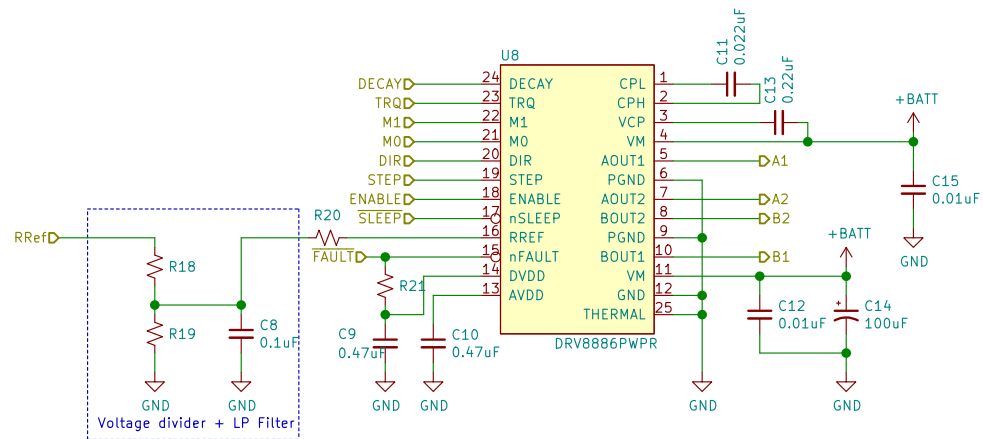 U8
DRV8886PWPR
24 DECAY
23 TRQ
22 M1
21 M0
20 DIR
19 STEP
18 ENABLE
17 nSLEEP
16 RREF
15 nFAULT
14 DVDD
13 AVDD
CPL 1
CPH 2
VCP 3
VM 4
AOUT1 5
PGND 6
AOUT2 7
BOUT2 8
PGND 9
BOUT1 10
VM 11
GND 12
THERMAL 25
DECAY
TRQ
M1
M0
DIR
STEP
ENABLE
SLEEP
FAULT
RRef
R18
R19
R20
R21
C8
0.1uF
C9
0.47uF
C10
0.47uF
GND
GND
GND
GND
Voltage divider + LP Filter
C11
0.022uF
C13
0.22uF
+BATT
C15
0.01uF
GND
A1
A2
B2
B1
+BATT
C12
0.01uF
C14
100uF
GND
GND